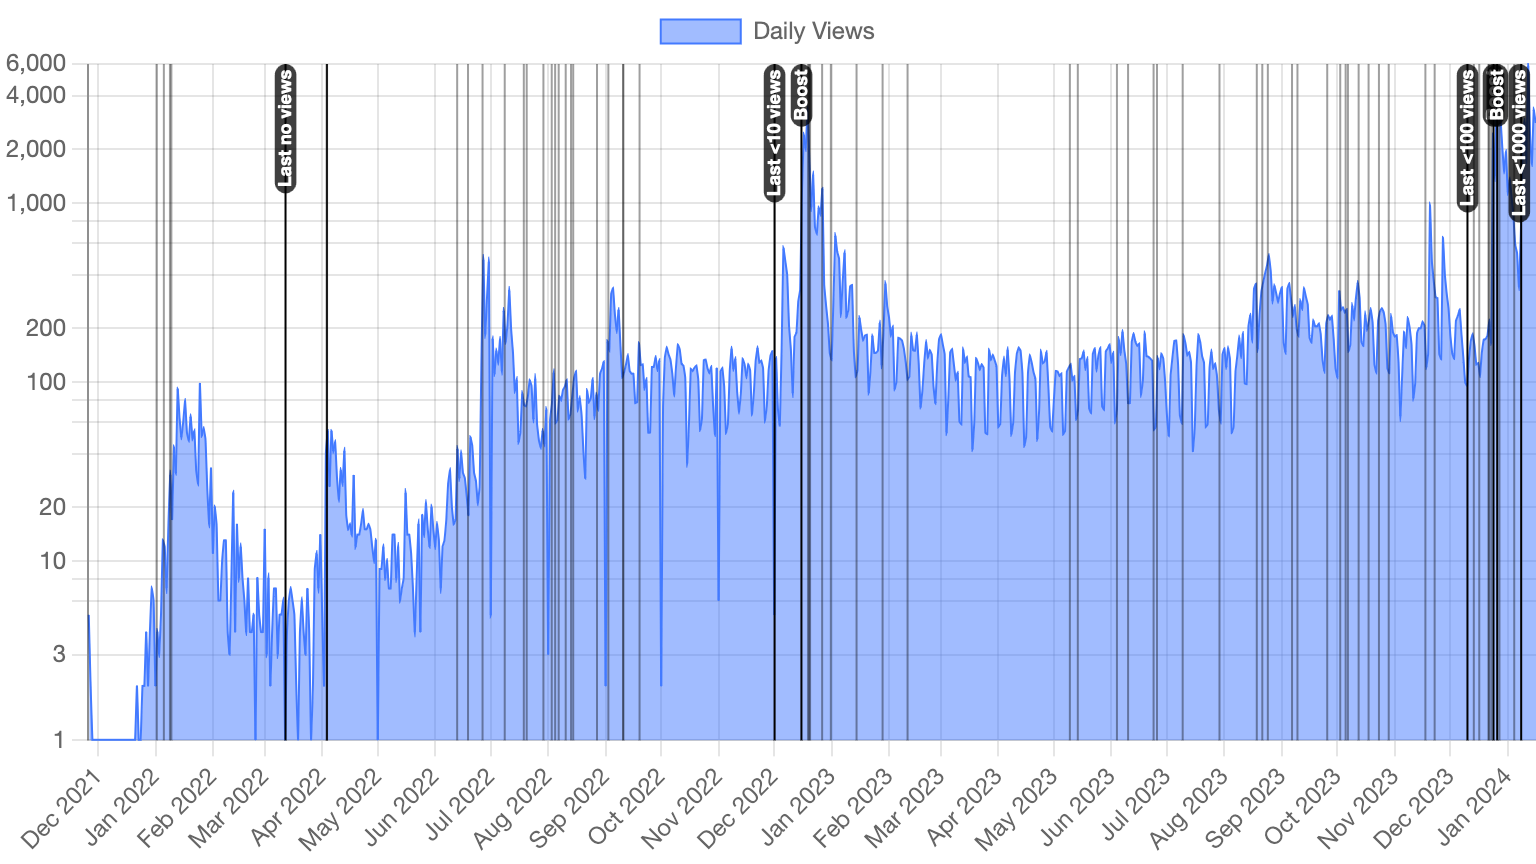 Daily Views
6,000
4,000
2,000
1,000
200
100
20
10
3
1
Last no views
Last <10 views
Boost
Last <100 views
Boost
Last <1000 views
Dec 2021
Jan 2022
Feb 2022
Mar 2022
Apr 2022
May 2022
Jun 2022
Jul 2022
Aug 2022
Sep 2022
Oct 2022
Nov 2022
Dec 2022
Jan 2023
Feb 2023
Mar 2023
Apr 2023
May 2023
Jun 2023
Jul 2023
Aug 2023
Sep 2023
Oct 2023
Nov 2023
Dec 2023
Jan 2024